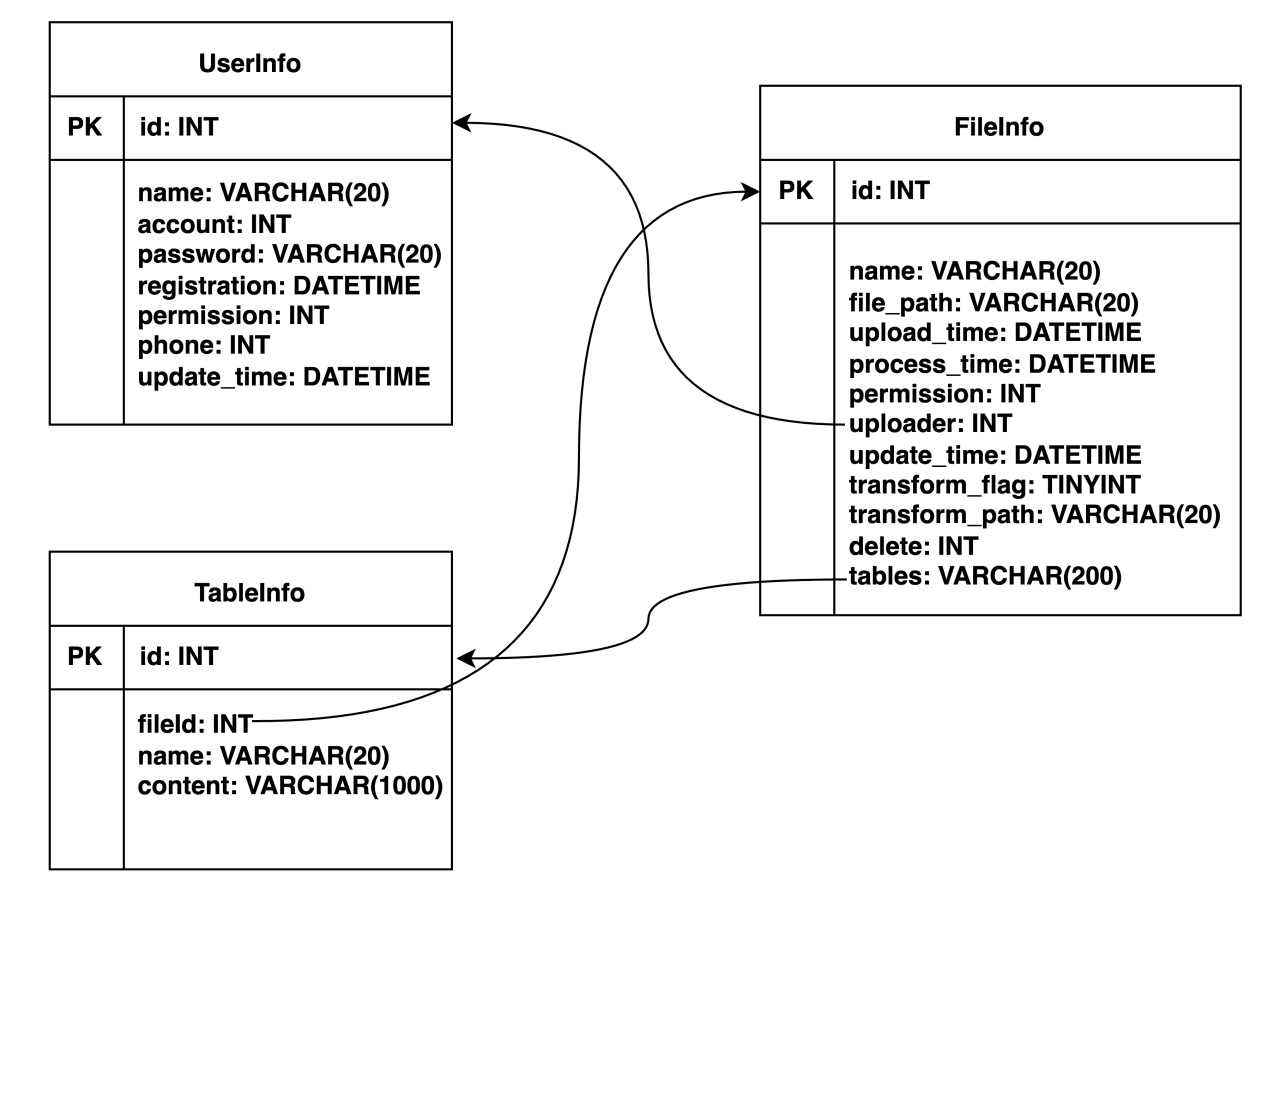 UserInfo
PK
id: INT
name: VARCHAR(20)
account: INT
password: VARCHAR(20)
registration: DATETIME
permission: INT
phone: INT
update_time: DATETIME
FileInfo
PK
id: INT
name: VARCHAR(20)
file_path: VARCHAR(20)
upload_time: DATETIME
process_time: DATETIME
permission: INT
uploader: INT
update_time: DATETIME
transform_flag: TINYINT
transform_path: VARCHAR(20)
delete: INT
tables: VARCHAR(200)
TableInfo
PK
id: INT
fileId: INT
name: VARCHAR(20)
content: VARCHAR(1000)